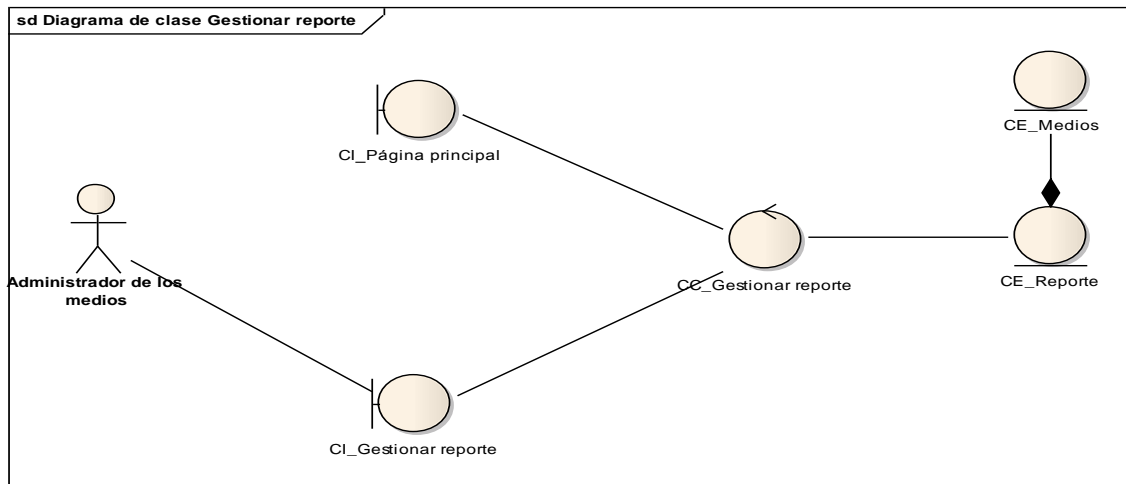 sd Diagrama de clase Gestionar reporte
CE_Medios
CI_Página principal
Administrador de los
medios
CC_Gestionar reporte
CE_Reporte
CI_Gestionar reporte